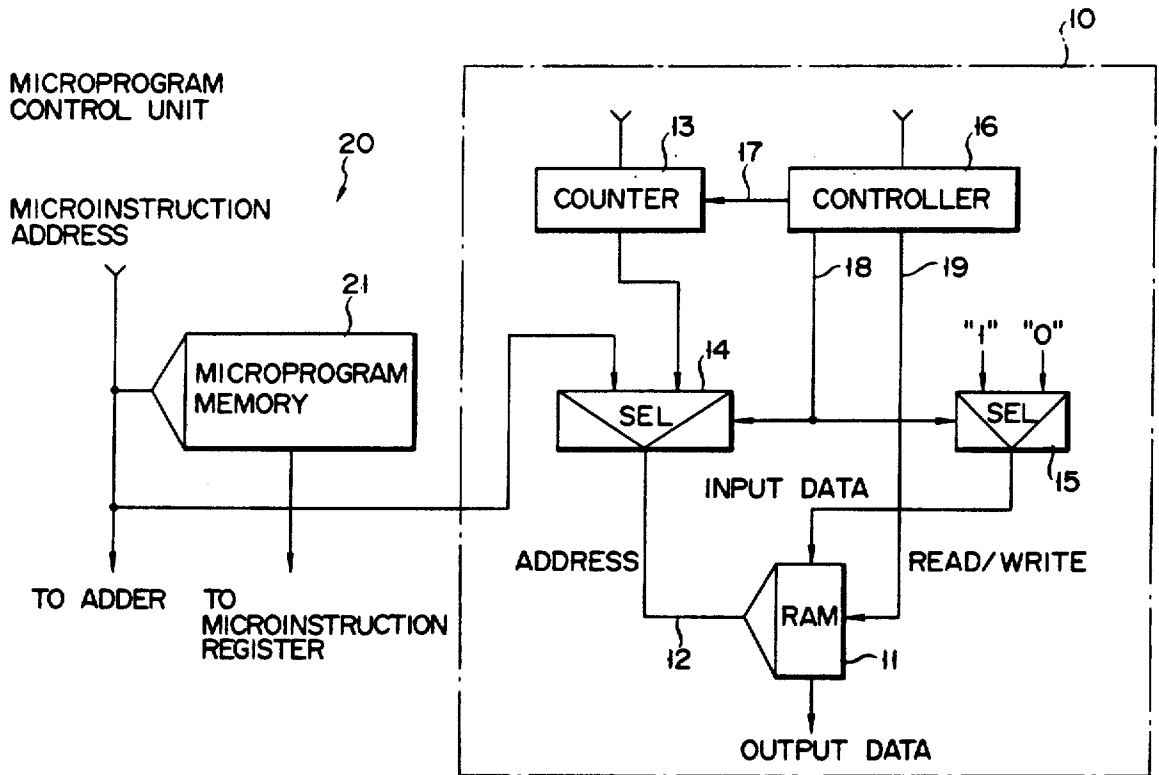 10
MICROPROGRAM
CONTROL UNIT
20
13
16
17
COUNTER
CONTROLLER
MICROINSTRUCTION
ADDRESS
18
19
21
"1" "0"
14
MICROPROGRAM
MEMORY
SEL
SEL
15
INPUT DATA
ADDRESS
READ/WRITE
TO ADDER
TO
MICROINSTRUCTION
REGISTER
RAM
12
11
OUTPUT DATA